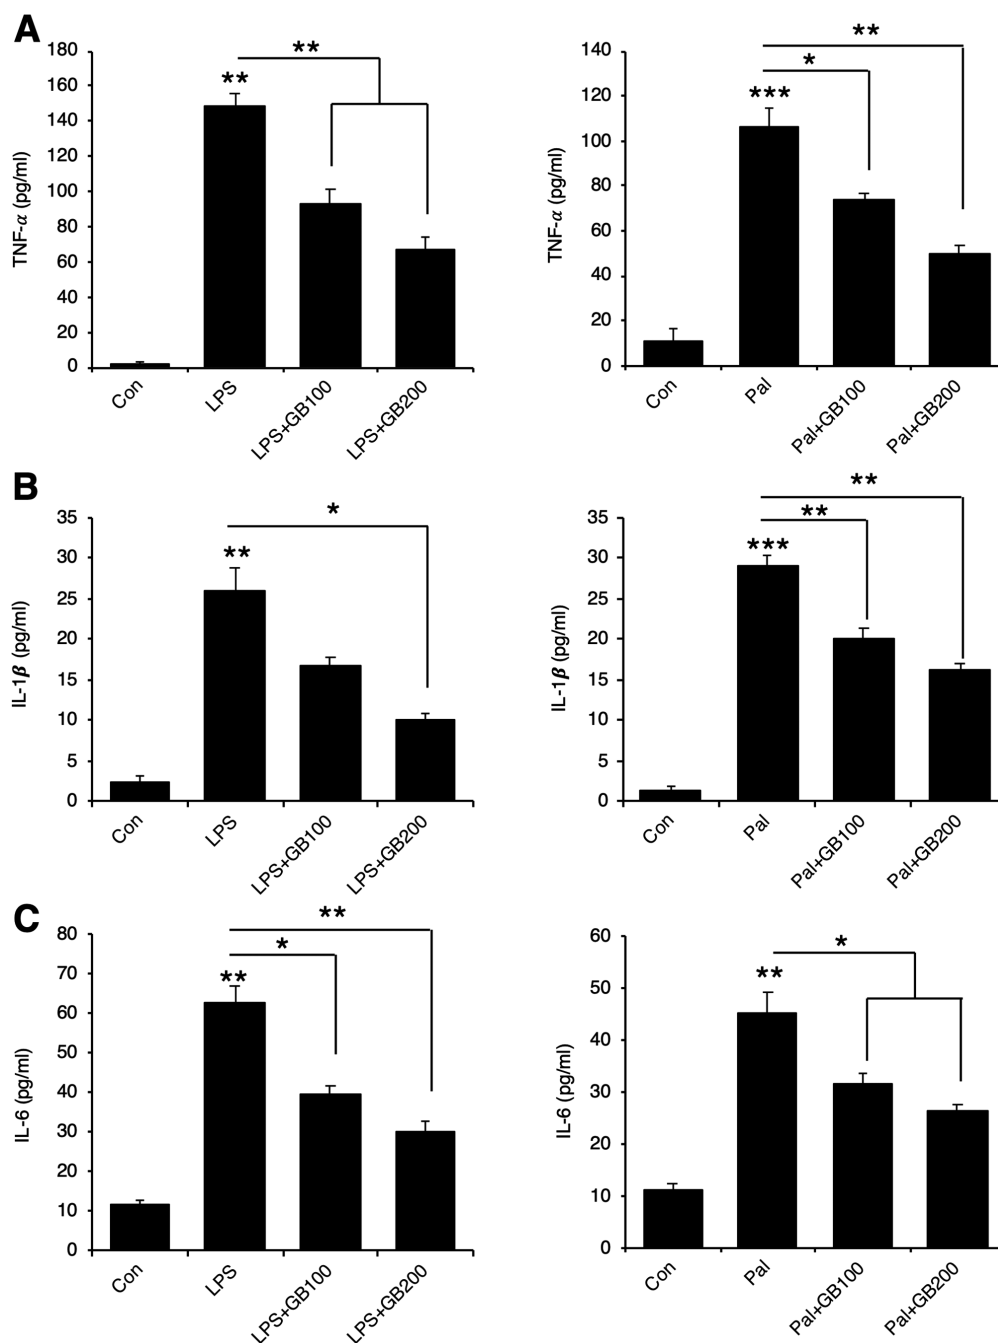 A
TNF-α (pg/ml)
180
160
140
120
100
80
60
40
20
0
**
**
Con
LPS
LPS+GB100
LPS+GB200
TNF-α (pg/ml)
140
120
100
80
60
40
20
0
**
*
***
Con
Pal
Pal+GB100
Pal+GB200
B
IL-1β (pg/ml)
35
30
25
20
15
10
5
0
*
**
Con
LPS
LPS+GB100
LPS+GB200
IL-1β (pg/ml)
35
30
25
20
15
10
5
0
**
**
***
Con
Pal
Pal+GB100
Pal+GB200
C
IL-6 (pg/ml)
80
70
60
50
40
30
20
10
0
**
*
**
Con
LPS
LPS+GB100
LPS+GB200
IL-6 (pg/ml)
60
50
40
30
20
10
0
*
**
Con
Pal
Pal+GB100
Pal+GB200